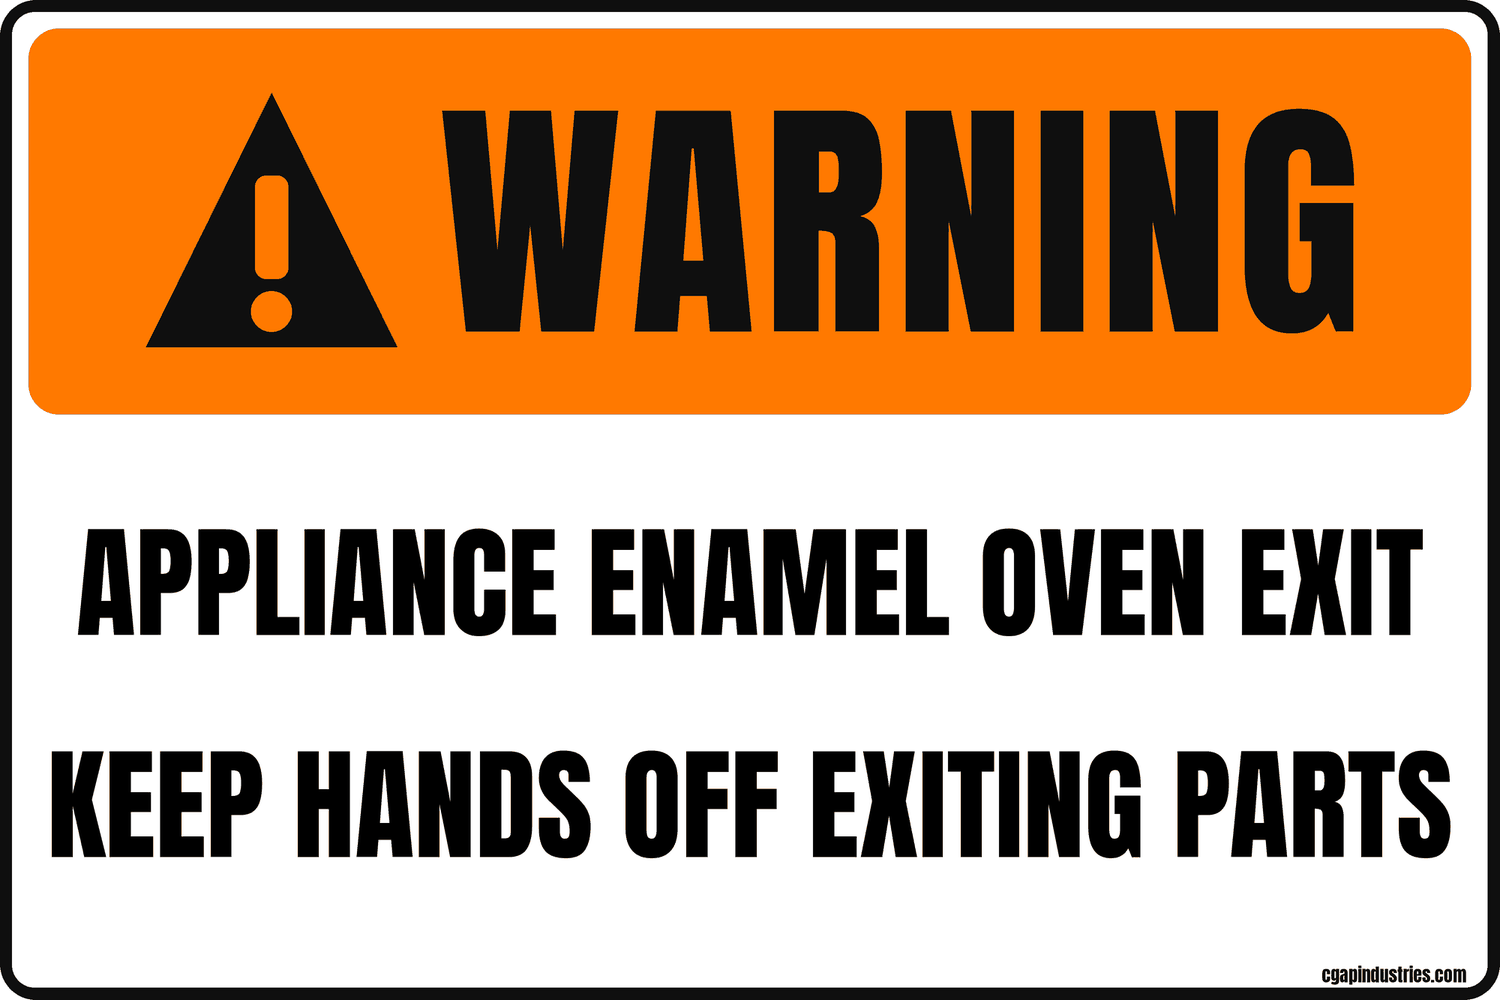 WARNING
APPLIANCE ENAMEL OVEN EXIT
KEEP HANDS OFF EXITING PARTS
cgapindustries.com